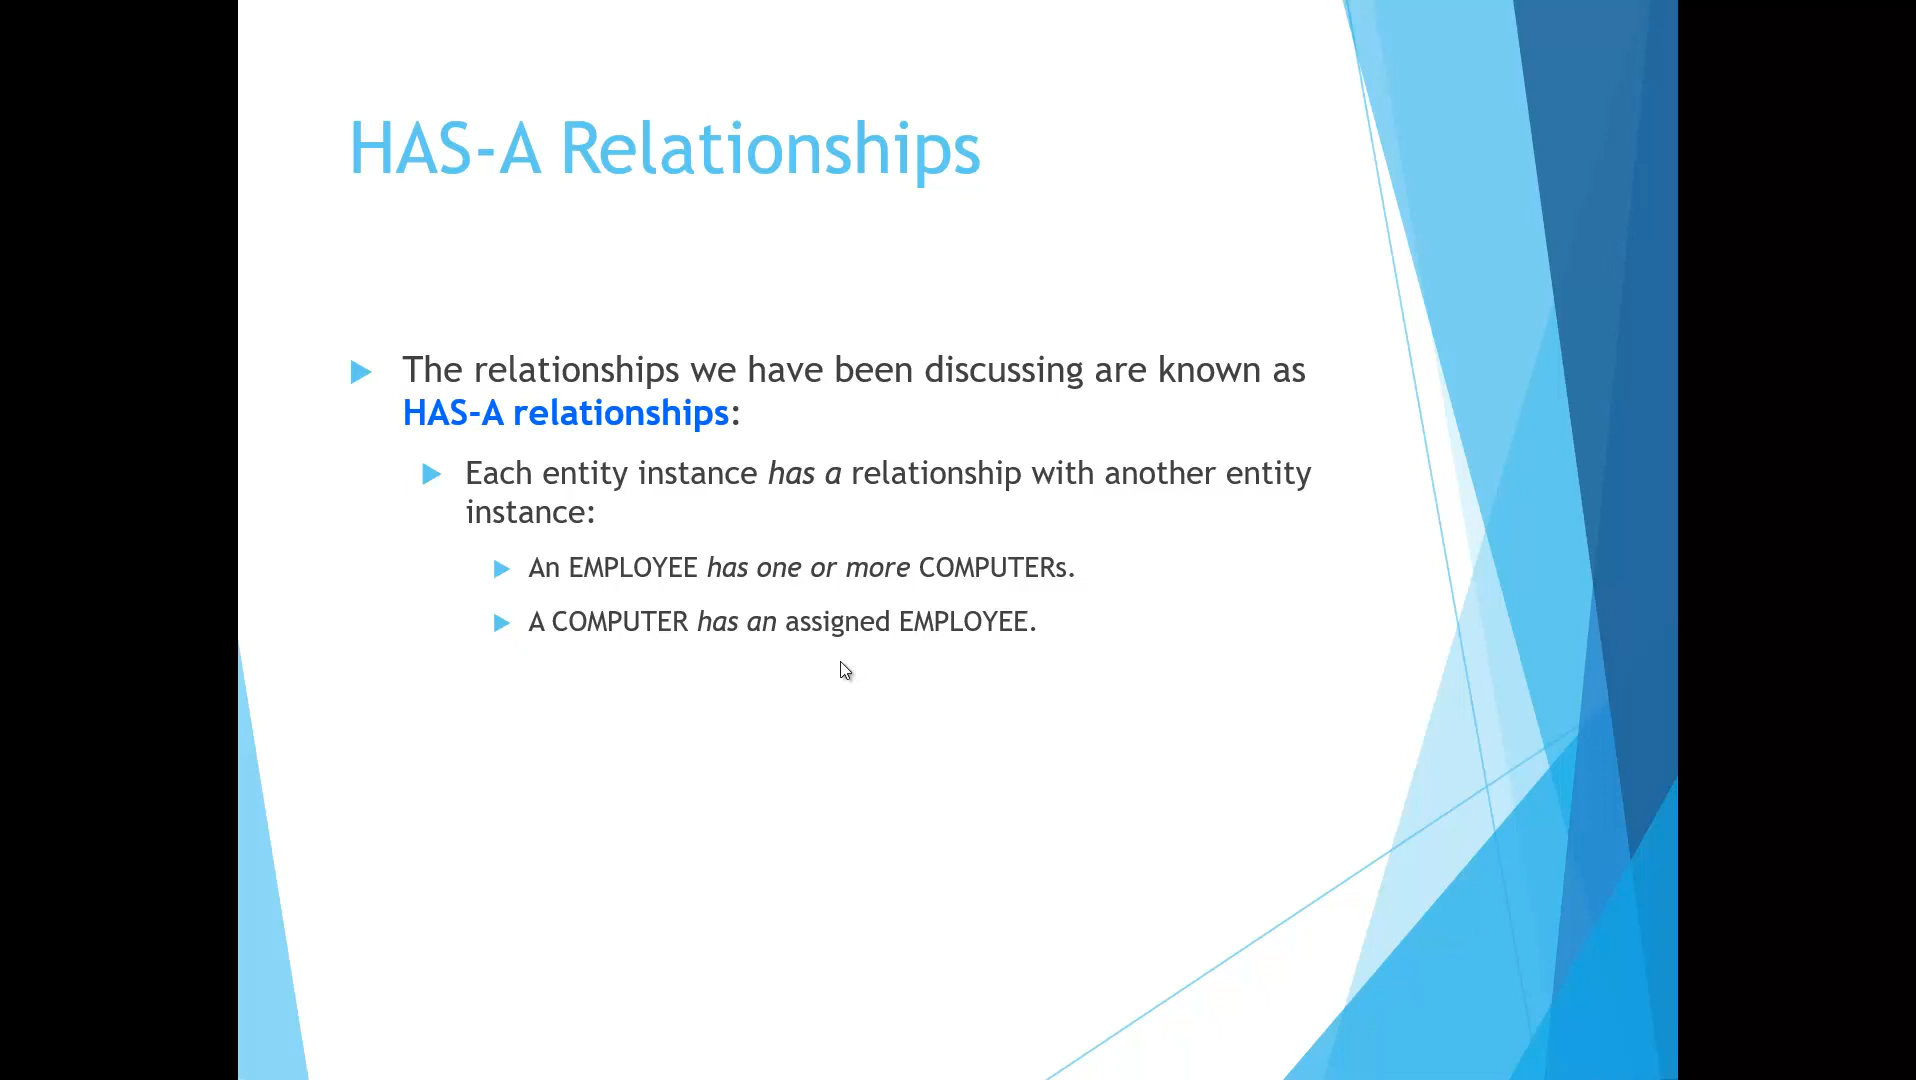 HAS-A Relationships
The relationships we have been discussing are known as
HAS-A relationships:
Each entity instance has a relationship with another entity
instance:
An EMPLOYEE has one or more COMPUTERs.
A COMPUTER has an assigned EMPLOYEE.